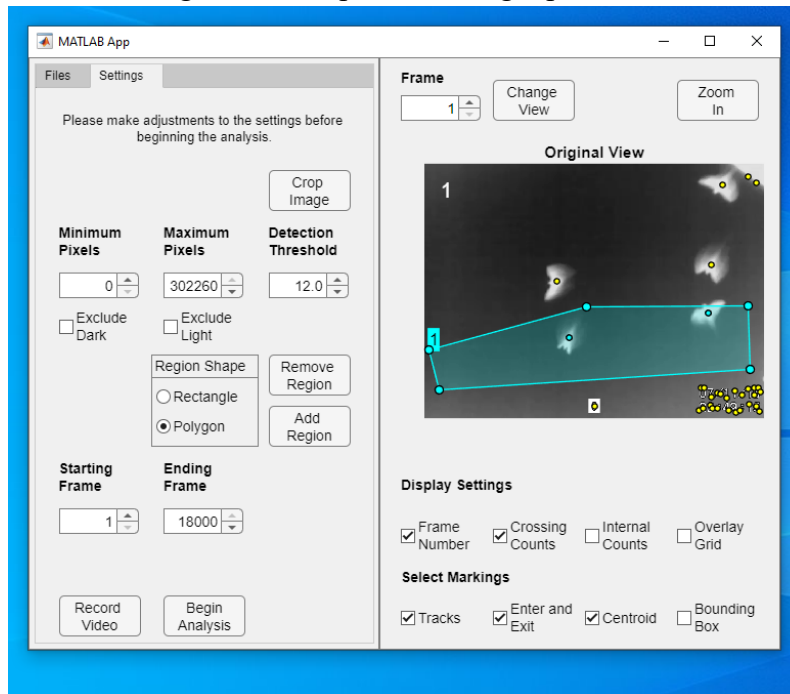 MATLAB App
Files Settings
Please make adjustments to the settings before
beginning the analysis.
Crop
Image
Minimum
Pixels
Maximum
Pixels
Detection
Threshold
0
302260
12.0
Exclude
Dark
Exclude
Light
Region Shape
Rectangle
Polygon
Remove
Region
Add
Region
Starting
Frame
Ending
Frame
1
18000
Record
Video
Begin
Analysis
Frame
1
Change
View
Zoom
In
Original View
1
1
Display Settings
Frame
Number
Crossing
Counts
Internal
Counts
Overlay
Grid
Select Markings
Tracks
Enter and
Exit
Centroid
Bounding
Box